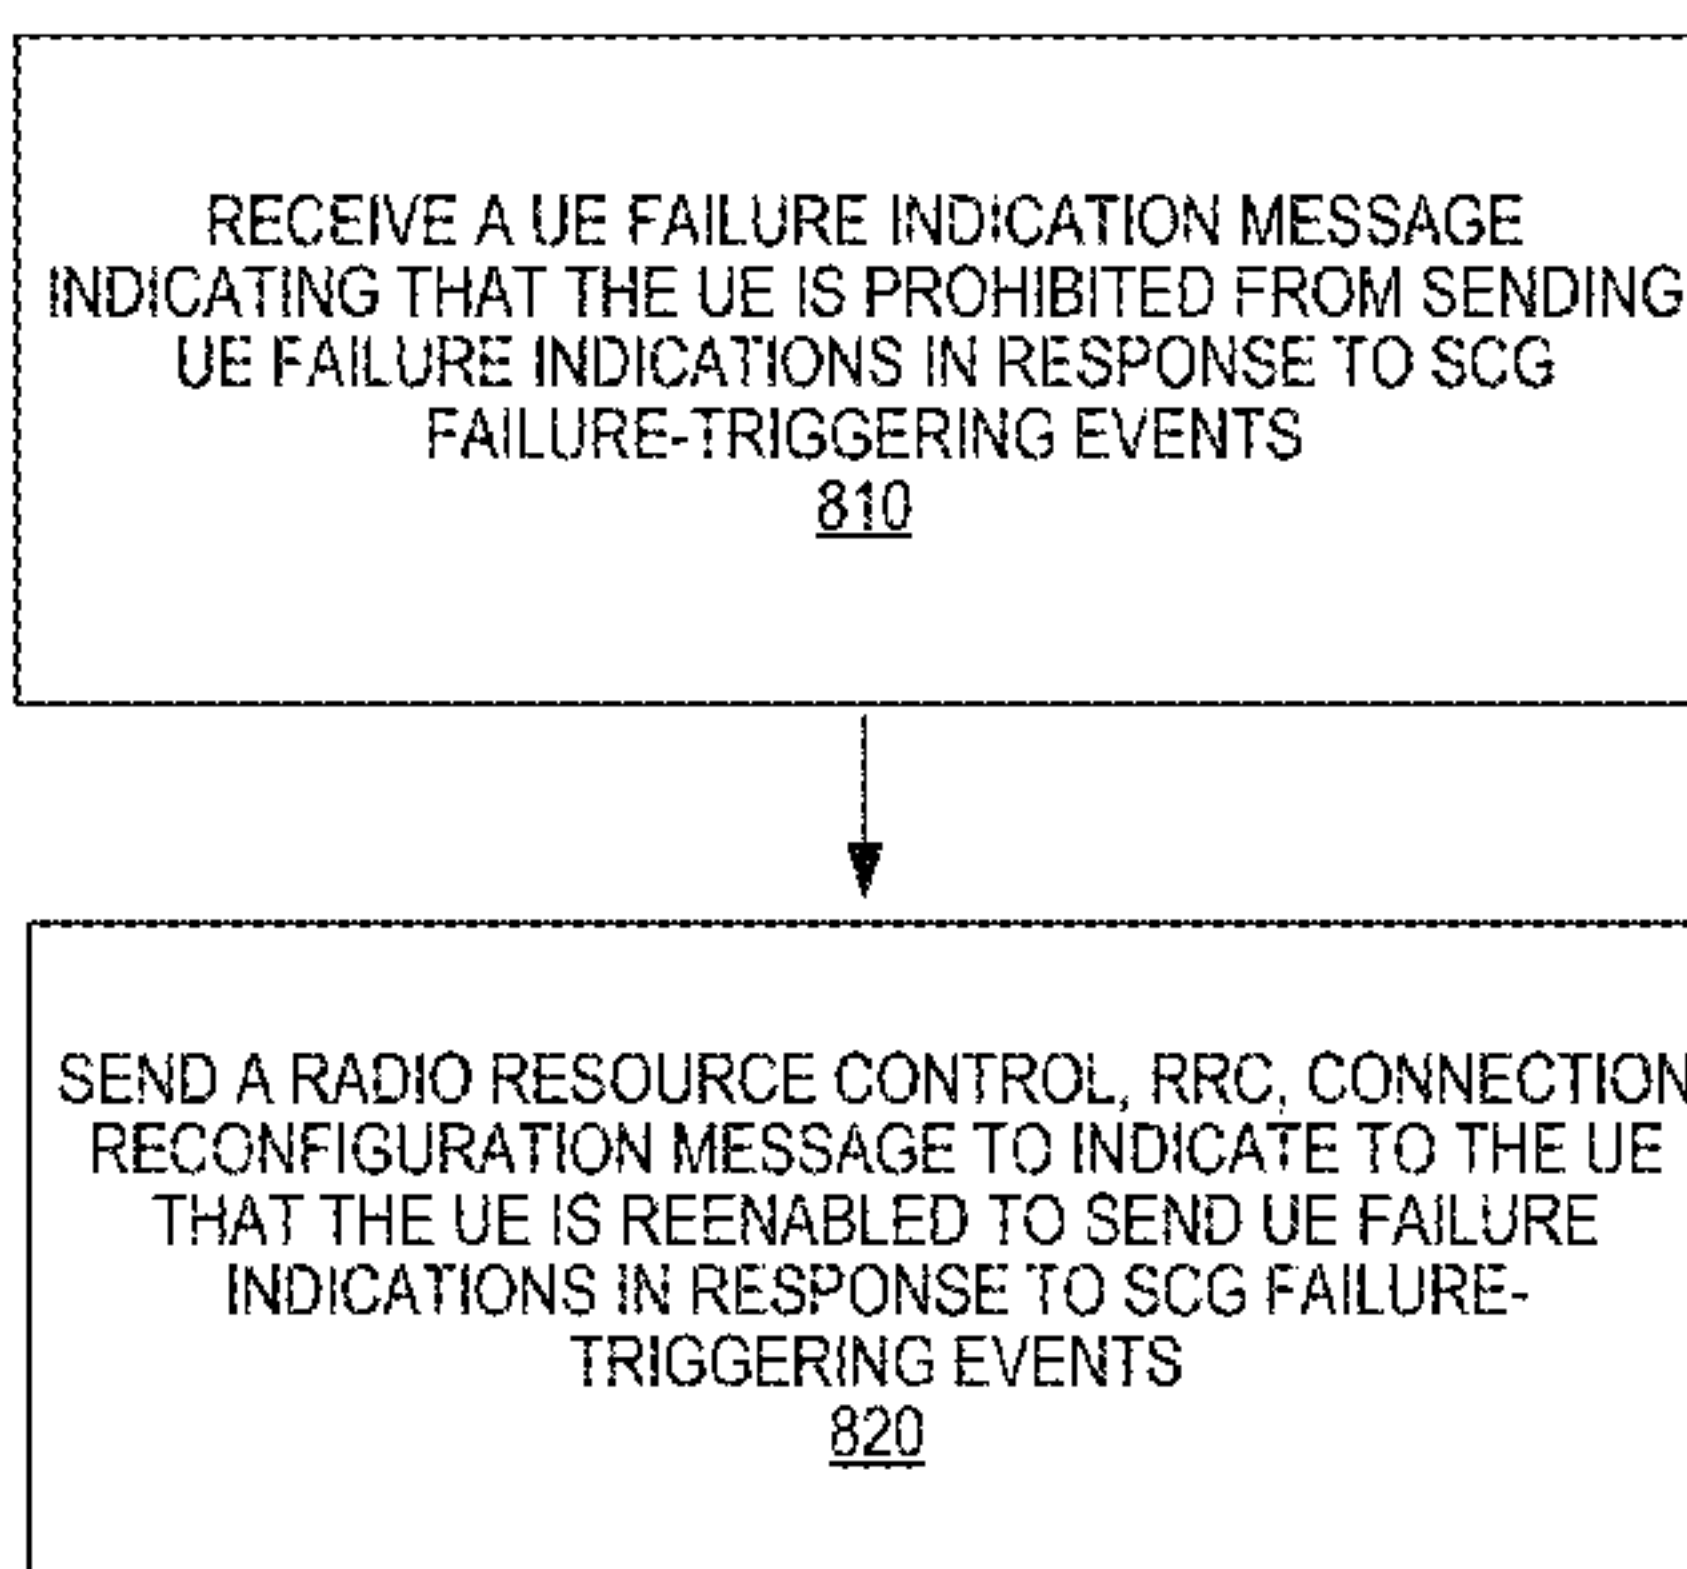 RECEIVE A UE FAILURE INDICATION MESSAGE
INDICATING THAT THE UE IS PROHIBITED FROM SENDING
UE FAILURE INDICATIONS IN RESPONSE TO SCG
FAILURE-TRIGGERING EVENTS
810
SEND A RADIO RESOURCE CONTROL, RRC, CONNECTION
RECONFIGURATION MESSAGE TO INDICATE TO THE UE
THAT THE UE IS REENABLED TO SEND UE FAILURE
INDICATIONS IN RESPONSE TO SCG FAILURE-
TRIGGERING EVENTS
820